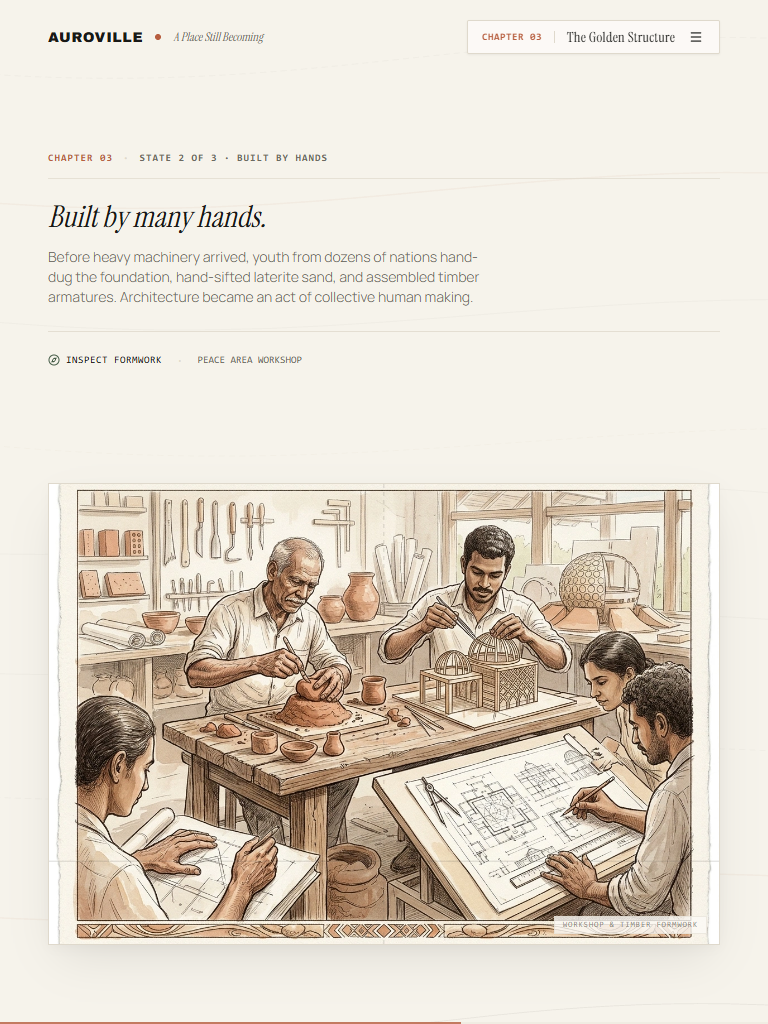 AUROVILLE • A Place Still Becoming
CHAPTER 03 | The Golden Structure
CHAPTER 03 · STATE 2 OF 3 · BUILT BY HANDS
Built by many hands.
Before heavy machinery arrived, youth from dozens of nations hand-
dug the foundation, hand-sifted laterite sand, and assembled timber
armatures. Architecture became an act of collective human making.
INSPECT FORMWORK · PEACE AREA WORKSHOP
WORKSHOP & TIMBER FORMWORK